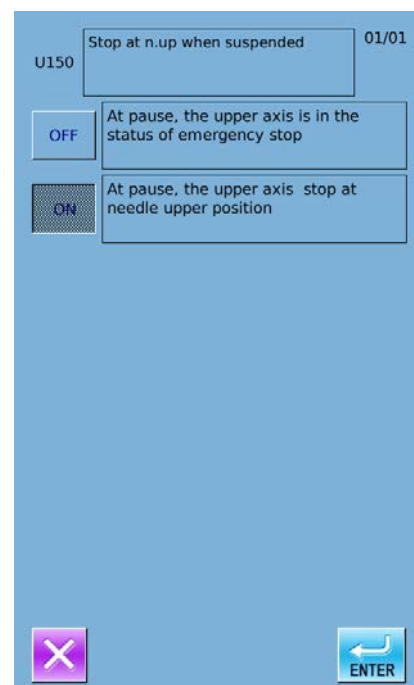 Stop at n.up when suspended
01/01
U150
At pause, the upper axis is in the
OFF
status of emergency stop
At pause, the upper axis  stop at
ON
needle upper position
ENTER